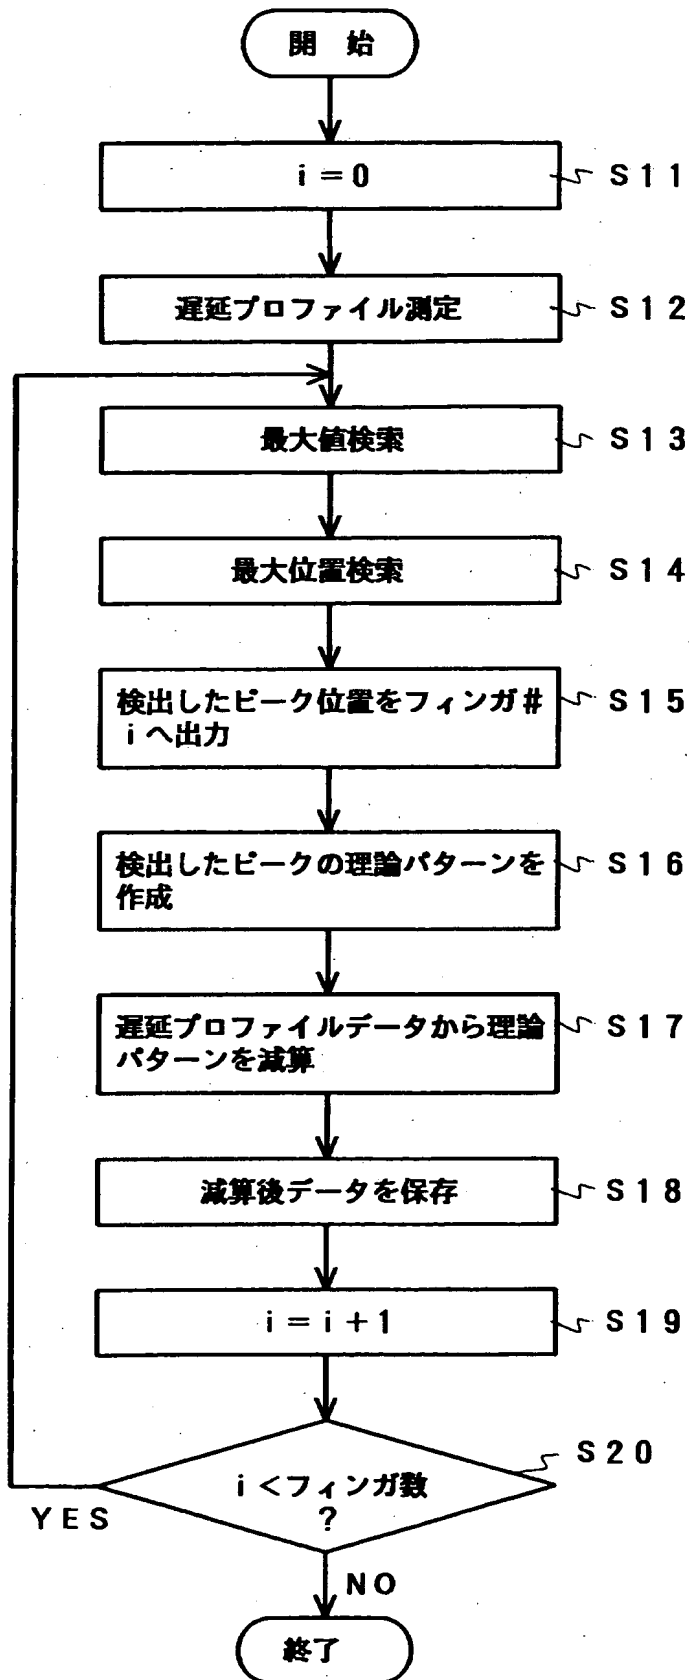 開 始
i = 0
S11
遅延プロファイル測定
S12
最大値検索
S13
最大位置検索
S14
検出したピーク位置をフィンガ#
iへ出力
S15
検出したピークの理論パターンを
作成
S16
遅延プロファイルデータから理論
パターンを減算
S17
減算後データを保存
S18
i = i + 1
S19
S20
i <フィンガ数
?
YES
NO
終了